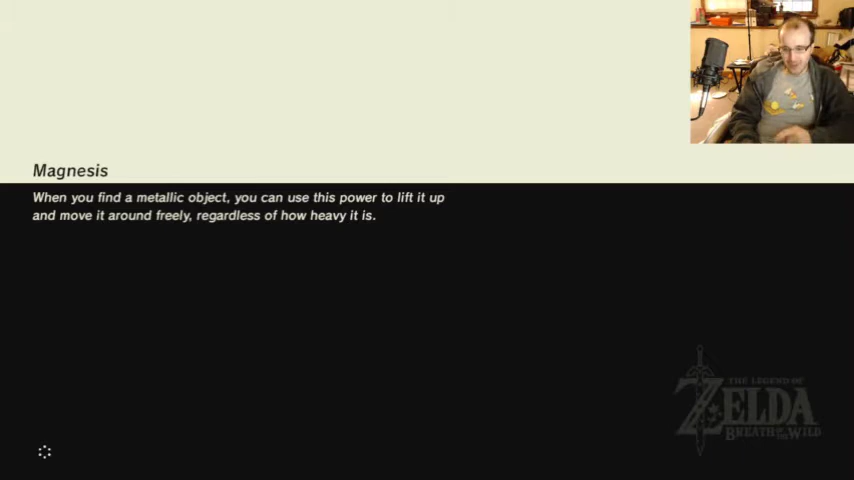 Magnesis
When you find a metallic object, you can use this power to lift it up
and move it around freely, regardless of how heavy it is.
THE LEGEND OF
ZELDA
BREATH OF THE WILD